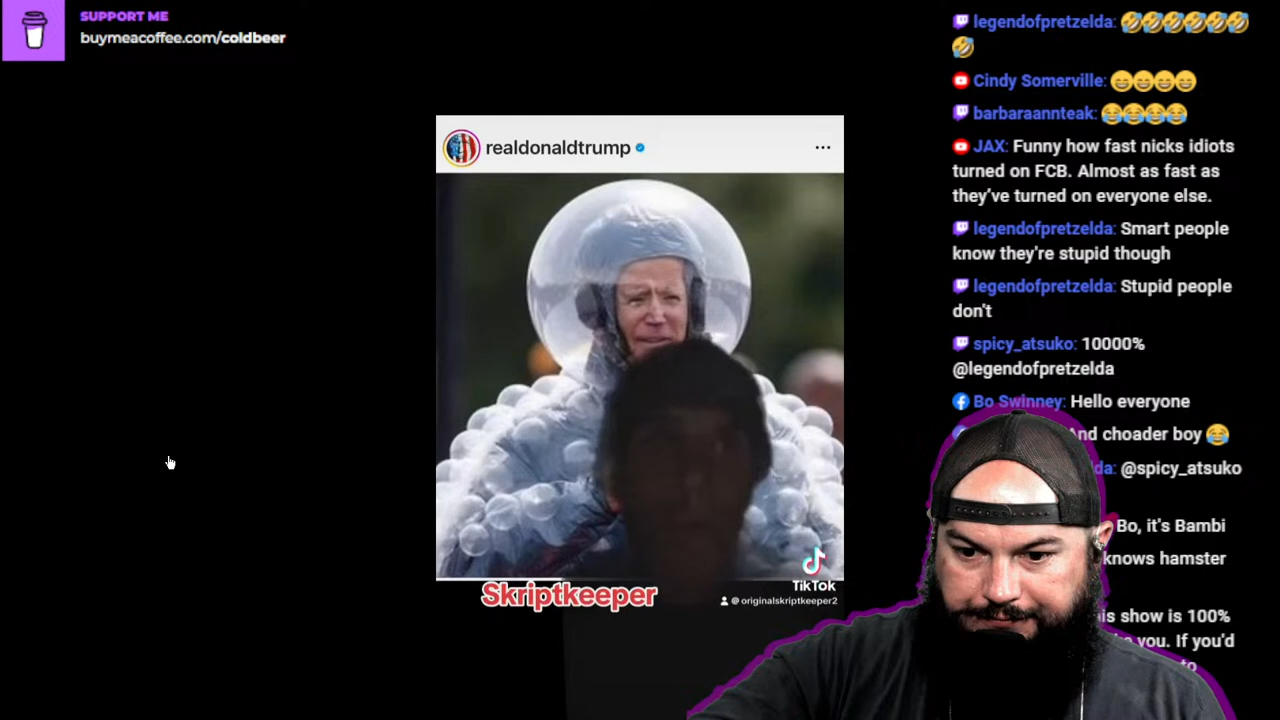 SUPPORT ME
buymeacoffee.com/coldbeer
realdonaldtrump
Skriptkeeper
TikTok
@originalskriptkeeper2
legendofpretzelda: 🤣🤣🤣🤣🤣🤣
🤣
Cindy Somerville: 😄😄😄😄
barbaraannteak: 😂😂😂😂
JAX: Funny how fast nicks idiots
turned on FCB. Almost as fast as
they've turned on everyone else.
legendofpretzelda: Smart people
know they're stupid though
legendofpretzelda: Stupid people
don't
spicy_atsuko: 10000%
@legendofpretzelda
Bo Swinney: Hello everyone
And choader boy 😂
da: @spicy_atsuko
Bo, it's Bambi
knows hamster
is show is 100%
you. If you'd
to